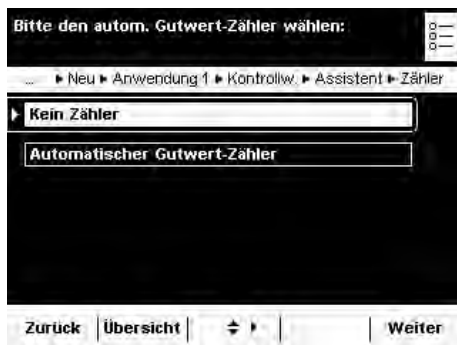 Bitte den autom. Gutwert-Zähler wählen:
... ▸ Neu ▸ Anwendung 1 ▸ Kontrollw. ▸ Assistent ▸ Zähler
Kein Zähler
Automatischer Gutwert-Zähler
Zurück Übersicht Weiter